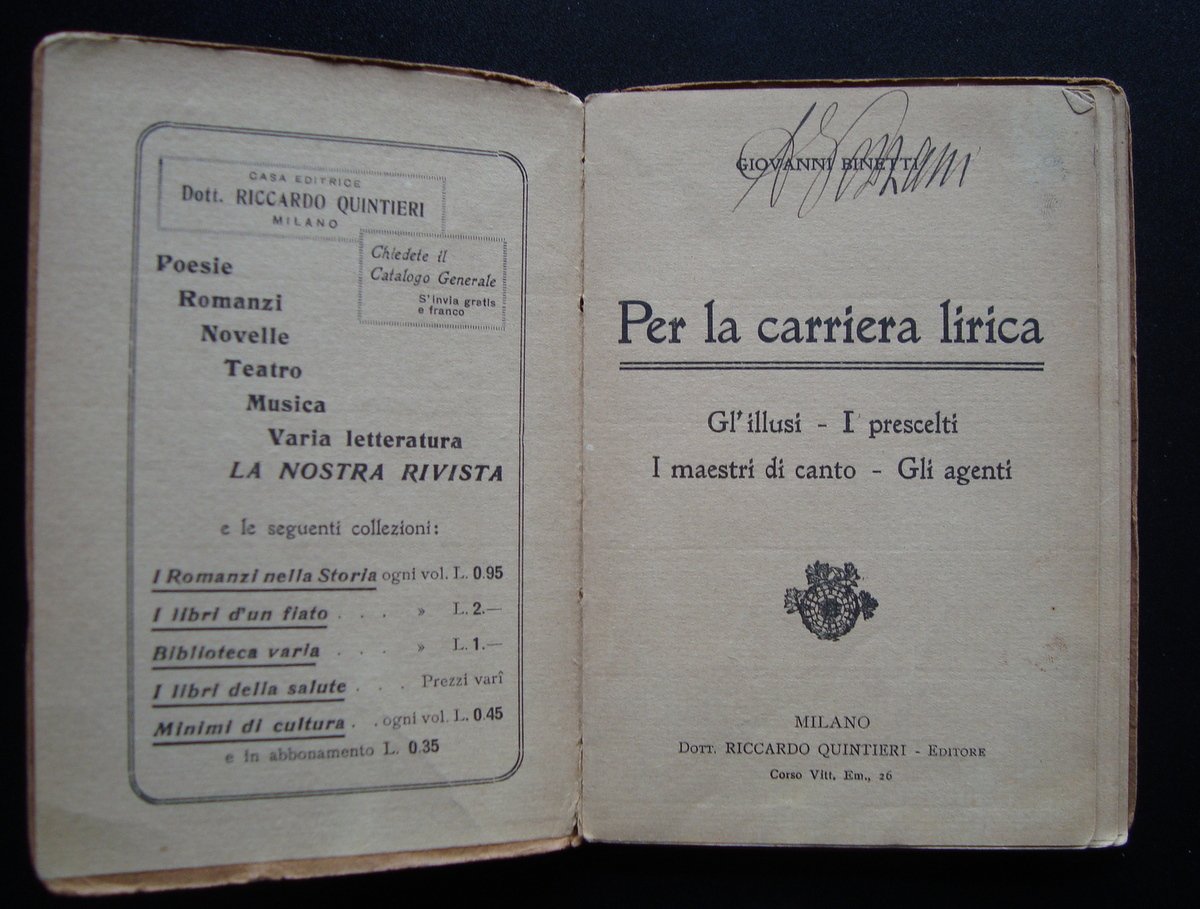 CASA EDITRICE
Dott. RICCARDO QUINTIERI
MILANO
Chiedete il
Catalogo Generale
S'invia gratis
e franco
Poesie
Romanzi
Novelle
Teatro
Musica
Varia letteratura
LA NOSTRA RIVISTA
e le seguenti collezioni:
I Romanzi nella Storia ogni vol. L. 0.95
I libri d'un fiato . . . » L. 2.—
Biblioteca varia . . . » L. 1.—
I libri della salute . . . Prezzi varî
Minimi di cultura . . ogni vol. L. 0.45
e in abbonamento L. 0.35
GIOVANNI BINETTI
Per la carriera lirica
Gl'illusi - I prescelti
I maestri di canto - Gli agenti
MILANO
Dott. RICCARDO QUINTIERI - Editore
Corso Vitt. Em., 26